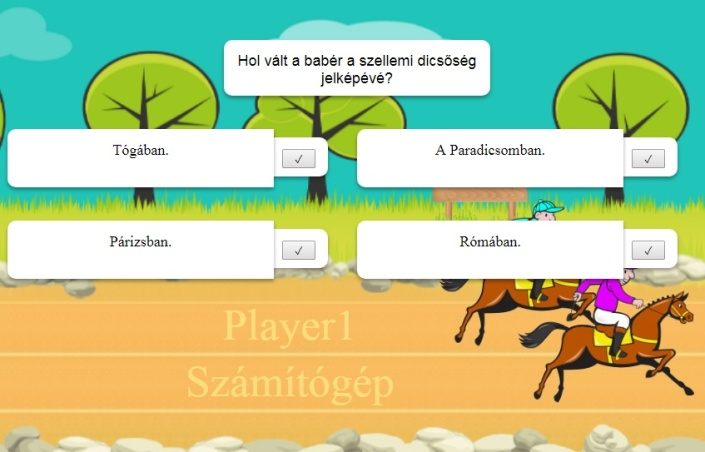 Hol vált a babér a szellemi dicsőség
jelképévé?
Tógában.
A Paradicsomban.
Párizsban.
Rómában.
Player1
Számítógép